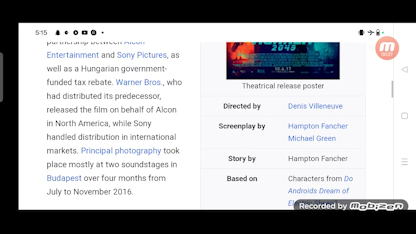 5:15
partnership between Alcon
Entertainment and Sony Pictures, as
well as a Hungarian government-
funded tax rebate. Warner Bros., who
had distributed its predecessor,
released the film on behalf of Alcon
in North America, while Sony
handled distribution in international
markets. Principal photography took
place mostly at two soundstages in
Budapest over four months from
July to November 2016.
2049
Theatrical release poster
Directed by Denis Villeneuve
Screenplay by Hampton Fancher
Michael Green
Story by Hampton Fancher
Based on Characters from Do
Androids Dream of
Recorded by Mobizen